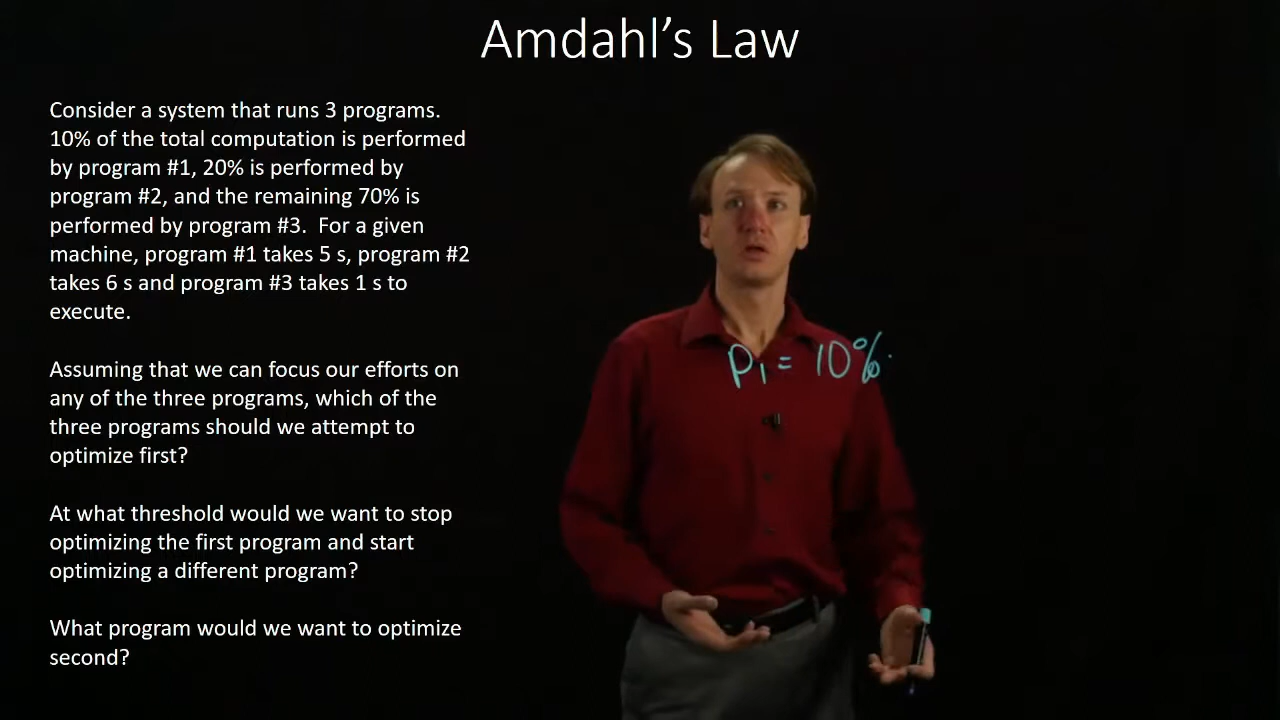 Amdahl's Law
Consider a system that runs 3 programs.
10% of the total computation is performed
by program #1, 20% is performed by
program #2, and the remaining 70% is
performed by program #3.  For a given
machine, program #1 takes 5 s, program #2
takes 6 s and program #3 takes 1 s to
execute.
Assuming that we can focus our efforts on
any of the three programs, which of the
three programs should we attempt to
optimize first?
At what threshold would we want to stop
optimizing the first program and start
optimizing a different program?
What program would we want to optimize
second?
P1 = 10%